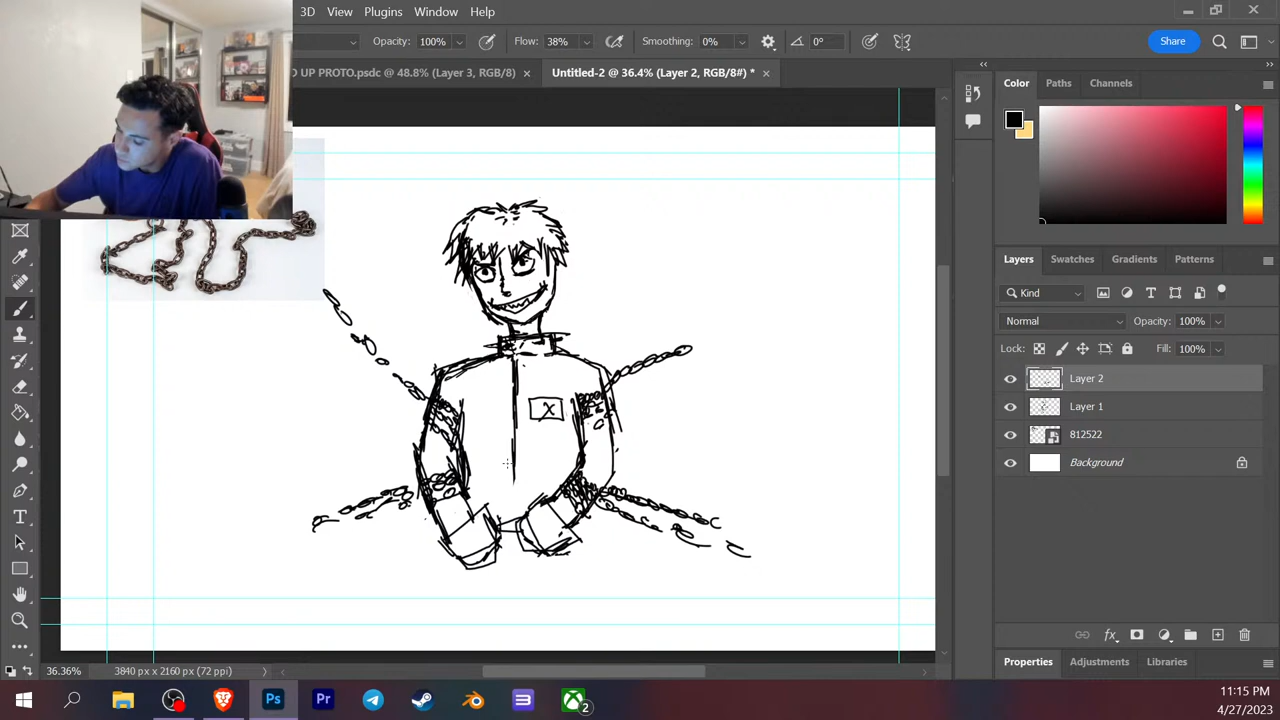 3D View Plugins Window Help
Opacity: 100% Flow: 38% Smoothing: 0% 0° Share
D UP PROTO.psdc @ 48.8% (Layer 3, RGB/8) × Untitled-2 @ 36.4% (Layer 2, RGB/8#) * ×
Color Paths Channels
Layers Swatches Gradients Patterns
Kind
Normal Opacity: 100%
Lock: Fill: 100%
Layer 2
Layer 1
812522
Background
X
36.36% 3840 px x 2160 px (72 ppi)
Properties Adjustments Libraries
Ps Pr 2
11:15 PM
4/27/2023